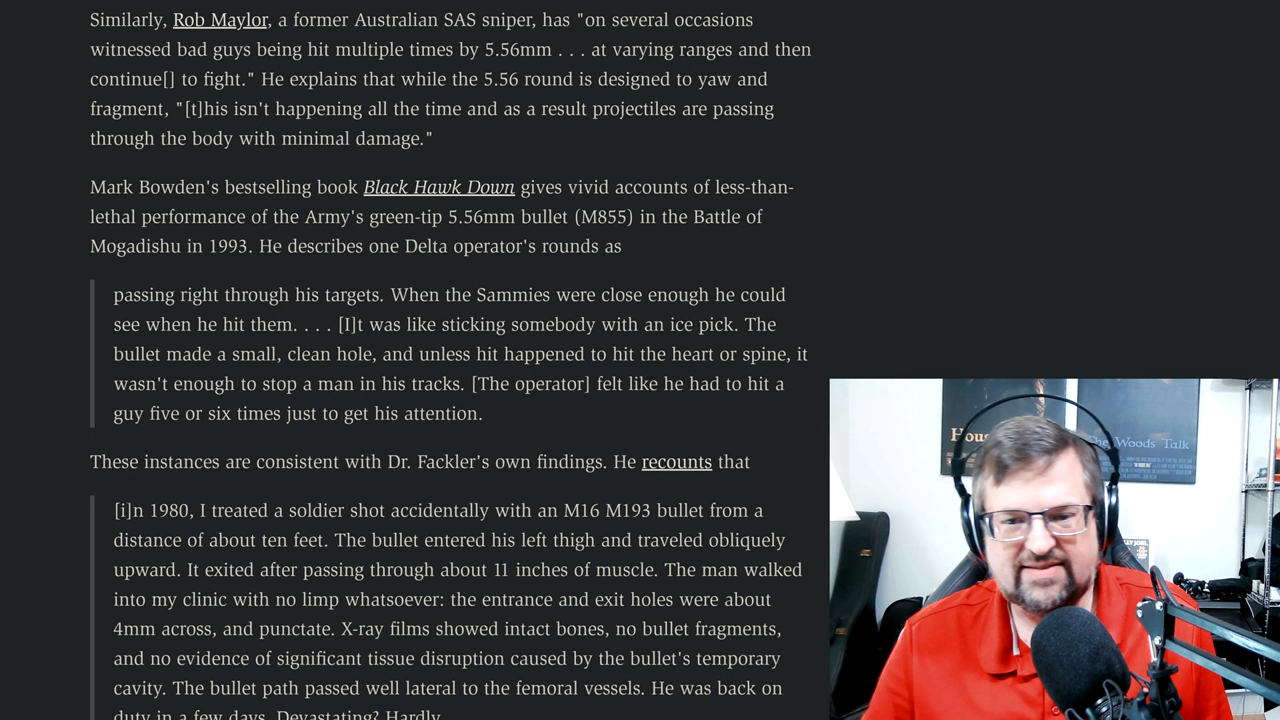 Similarly, Rob Maylor, a former Australian SAS sniper, has "on several occasions
witnessed bad guys being hit multiple times by 5.56mm . . . at varying ranges and then
continue[] to fight." He explains that while the 5.56 round is designed to yaw and
fragment, "[t]his isn't happening all the time and as a result projectiles are passing
through the body with minimal damage."
Mark Bowden's bestselling book Black Hawk Down gives vivid accounts of less-than-
lethal performance of the Army's green-tip 5.56mm bullet (M855) in the Battle of
Mogadishu in 1993. He describes one Delta operator's rounds as
passing right through his targets. When the Sammies were close enough he could
see when he hit them. . . . [I]t was like sticking somebody with an ice pick. The
bullet made a small, clean hole, and unless hit happened to hit the heart or spine, it
wasn't enough to stop a man in his tracks. [The operator] felt like he had to hit a
guy five or six times just to get his attention.
These instances are consistent with Dr. Fackler's own findings. He recounts that
[i]n 1980, I treated a soldier shot accidentally with an M16 M193 bullet from a
distance of about ten feet. The bullet entered his left thigh and traveled obliquely
upward. It exited after passing through about 11 inches of muscle. The man walked
into my clinic with no limp whatsoever: the entrance and exit holes were about
4mm across, and punctate. X-ray films showed intact bones, no bullet fragments,
and no evidence of significant tissue disruption caused by the bullet's temporary
cavity. The bullet path passed well lateral to the femoral vessels. He was back on
duty in a few days. Devastating? Hardly.
Hous
The Woods Talk